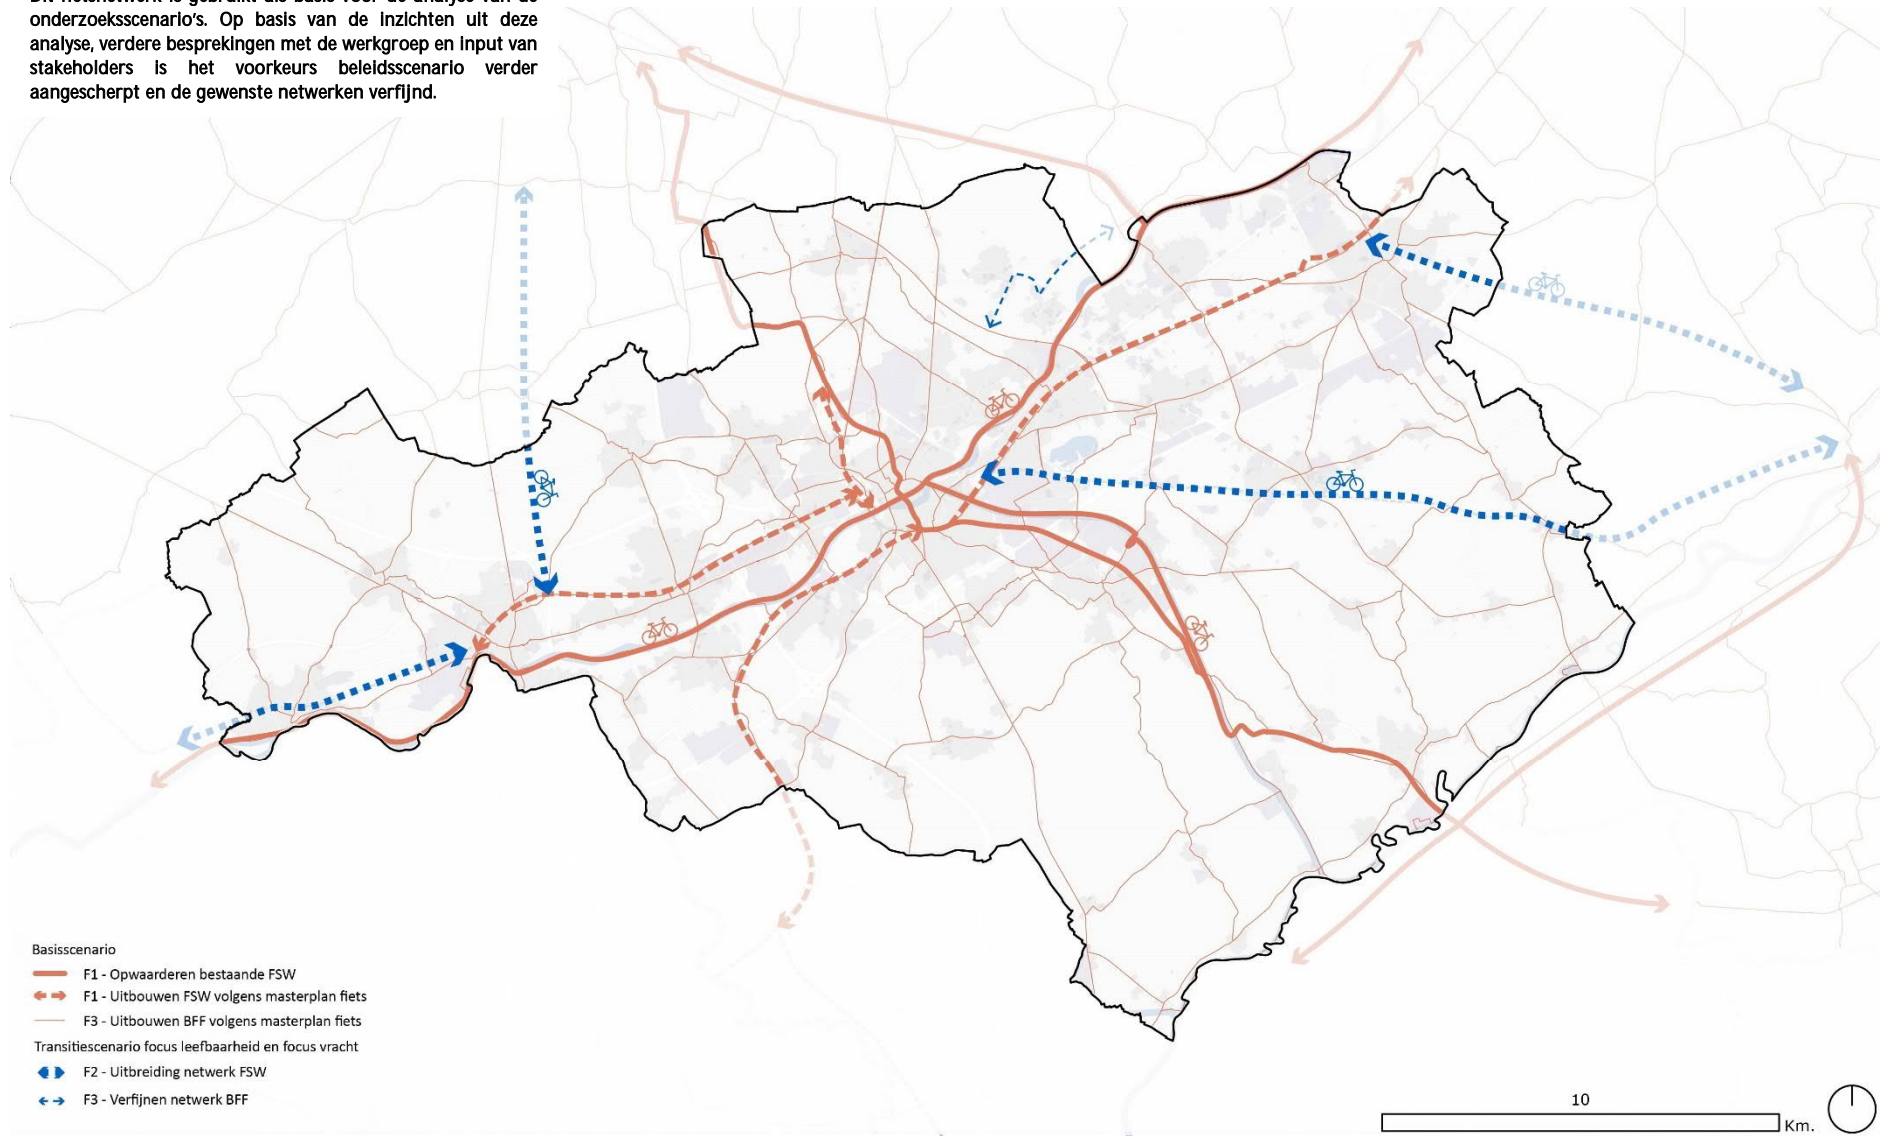 onderzoeksscenario's. Op basis van de inzichten uit deze
analyse, verdere besprekingen met de werkgroep en input van
stakeholders is het voorkeurs beleidsscenario verder
aangescherpt en de gewenste netwerken verfijnd.
Basisscenario
F1 - Opwaarderen bestaande FSW
F1 - Uitbouwen FSW volgens masterplan fiets
F3 - Uitbouwen BFF volgens masterplan fiets
Transitiescenario focus leefbaarheid en focus vracht
F2 - Uitbreiding netwerk FSW
F3 - Verfijnen netwerk BFF
10
Km.